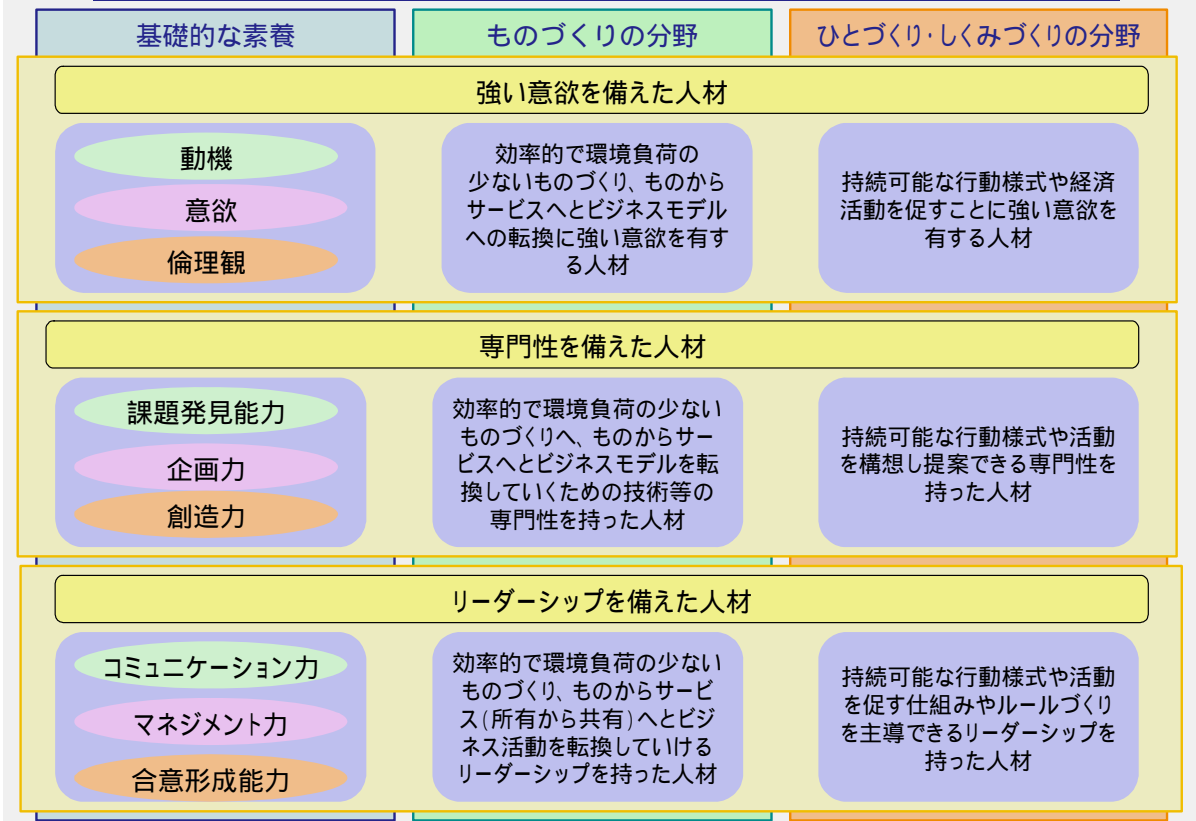 基礎的な素養
ものづくりの分野
ひとづくり・しくみづくりの分野
強い意欲を備えた人材
動機
意欲
倫理観
効率的で環境負荷の
少ないものづくり、ものから
サービスへとビジネスモデル
への転換に強い意欲を有す
る人材
持続可能な行動様式や経済
活動を促すことに強い意欲を
有する人材
専門性を備えた人材
課題発見能力
企画力
創造力
効率的で環境負荷の少ない
ものづくりへ、ものからサー
ビスへとビジネスモデルを転
換していくための技術等の
専門性を持った人材
持続可能な行動様式や活動
を構想し提案できる専門性を
持った人材
リーダーシップを備えた人材
コミュニケーション力
マネジメント力
合意形成能力
効率的で環境負荷の少ない
ものづくり、ものからサービ
ス(所有から共有)へとビジ
ネス活動を転換していける
リーダーシップを持った人材
持続可能な行動様式や活動
を促す仕組みやルールづくり
を主導できるリーダーシップを
持った人材